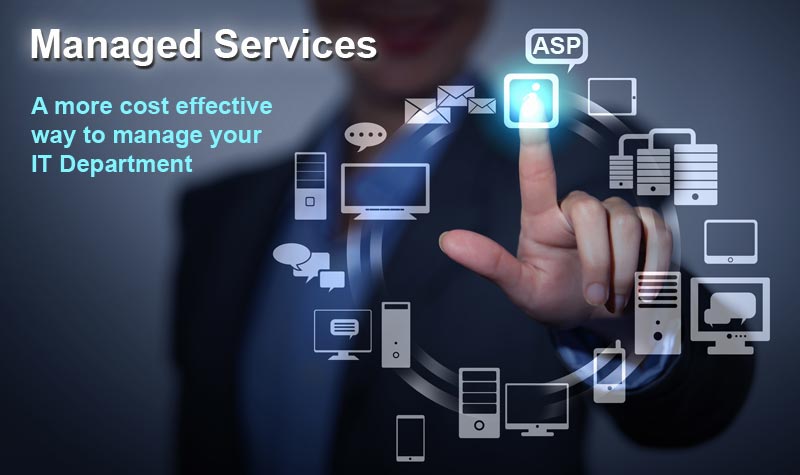 Managed Services
ASP
A more cost effective
way to manage your
IT Department